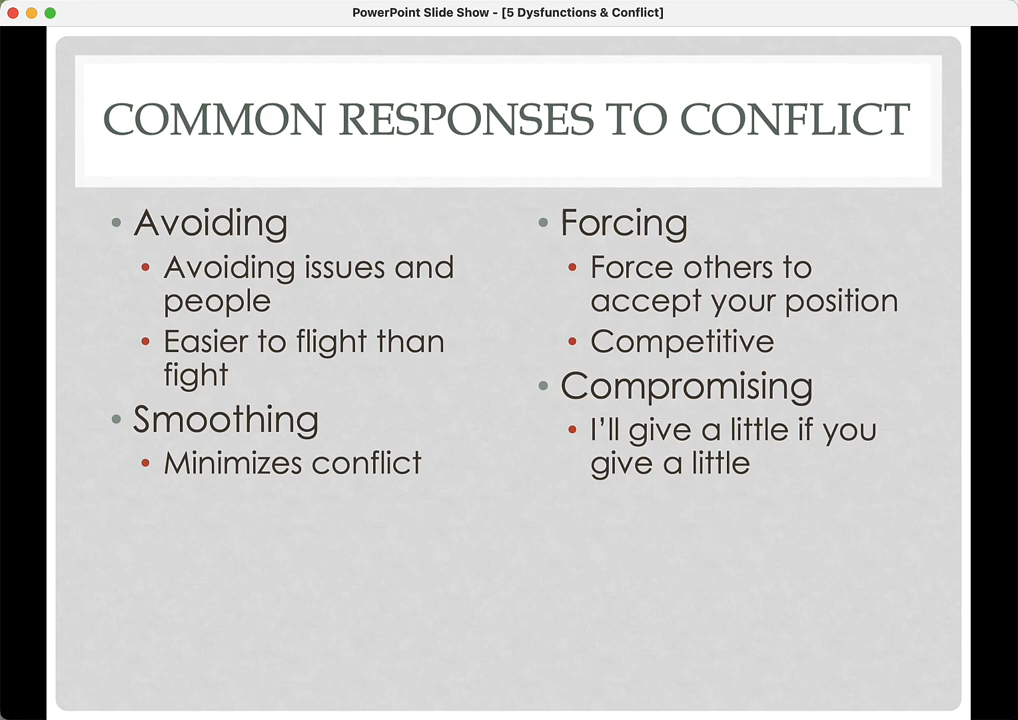 PowerPoint Slide Show - [5 Dysfunctions & Conflict]
COMMON RESPONSES TO CONFLICT
• Avoiding
• Avoiding issues and
people
• Easier to flight than
fight
• Smoothing
• Minimizes conflict
• Forcing
• Force others to
accept your position
• Competitive
• Compromising
• I’ll give a little if you
give a little